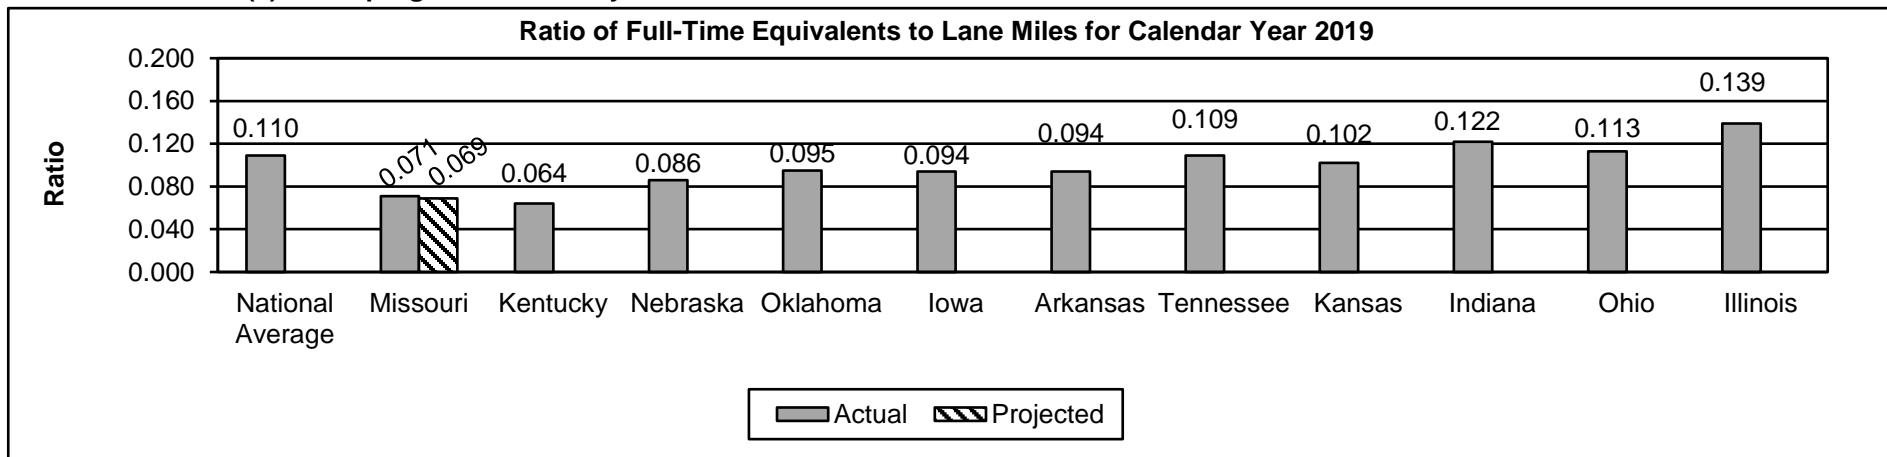 Ratio of Full-Time Equivalents to Lane Miles for Calendar Year 2019
Ratio
0.200
0.160
0.120
0.080
0.040
0.000
0.110
0.071
0.069
0.064
0.086
0.095
0.094
0.094
0.109
0.102
0.122
0.113
0.139
National Average
Missouri
Kentucky
Nebraska
Oklahoma
Iowa
Arkansas
Tennessee
Kansas
Indiana
Ohio
Illinois
Actual
Projected